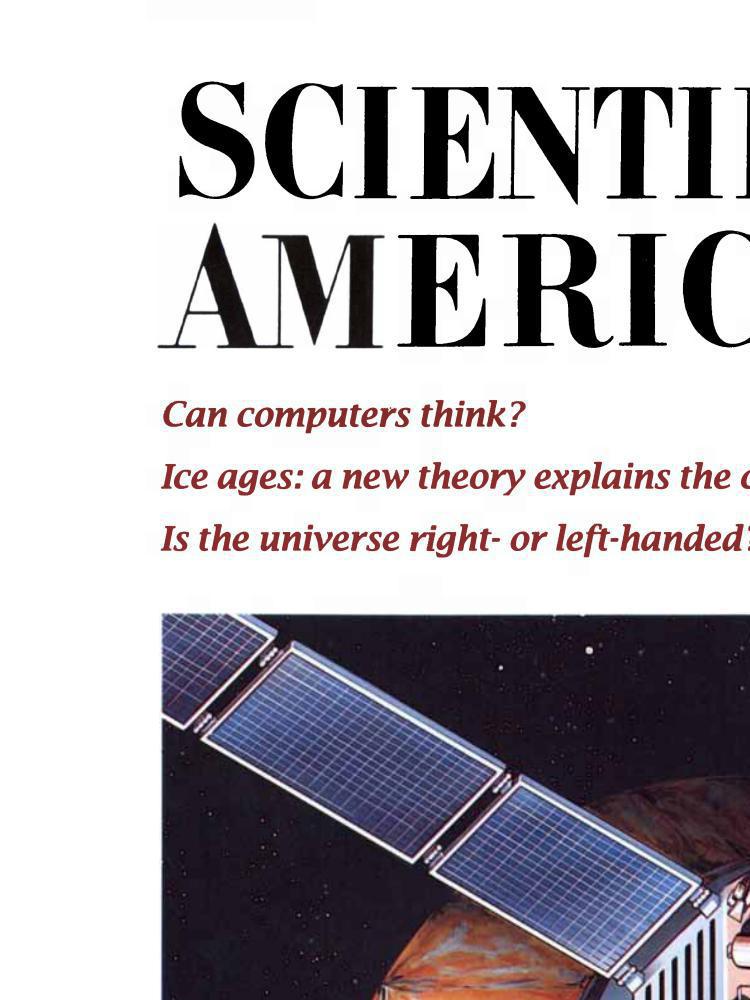 SCIENTI
AMERIC
Can computers think?
Ice ages: a new theory explains the c
Is the universe right- or left-handed?